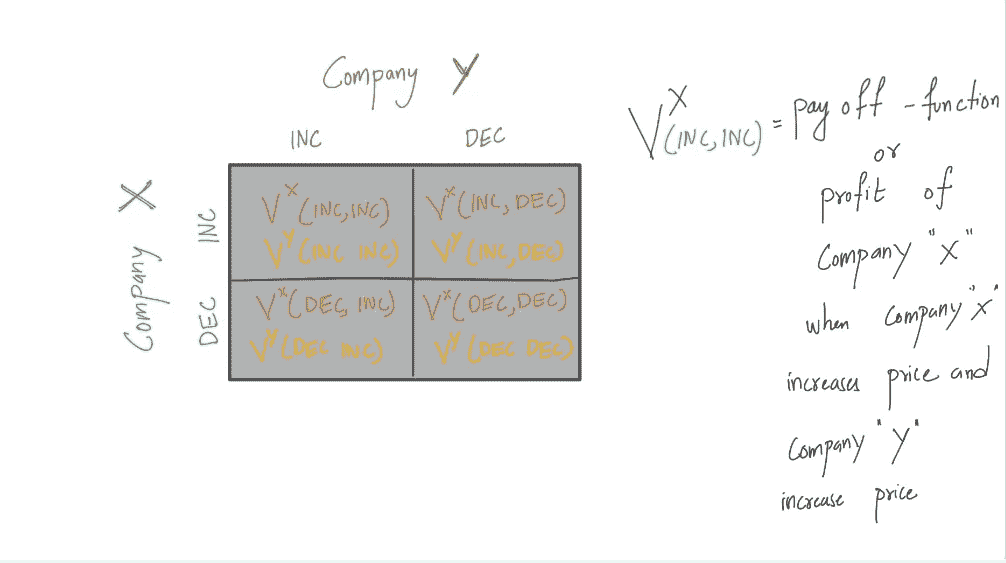 Company Y
INC DEC
Company X
INC
DEC
V^X (INC, INC) V^X (INC, DEC)
V^Y (INC INC) V^Y (INC, DEC)
V^X (DEC, INC) V^X (DEC, DEC)
V^Y (DEC INC) V^Y (DEC DEC)
V^X (INC, INC) = pay off - function
or
profit of
Company "X"
when Company "X"
increases price and
Company "Y"
increase price